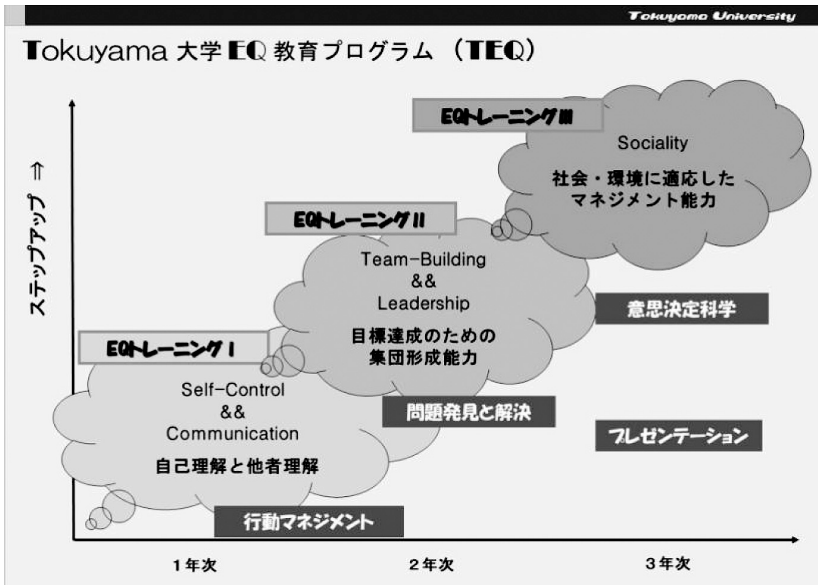 Tokuyama University
Tokuyama 大学 EQ 教育プログラム (TEQ)
ステップアップ ⇒
EQトレーニングⅢ
Sociality
社会・環境に適応した
マネジメント能力
EQトレーニングⅡ
Team-Building
&&
Leadership
目標達成のための
集団形成能力
意思決定科学
EQトレーニングⅠ
Self-Control
&&
Communication
自己理解と他者理解
問題発見と解決
プレゼンテーション
行動マネジメント
1年次
2年次
3年次